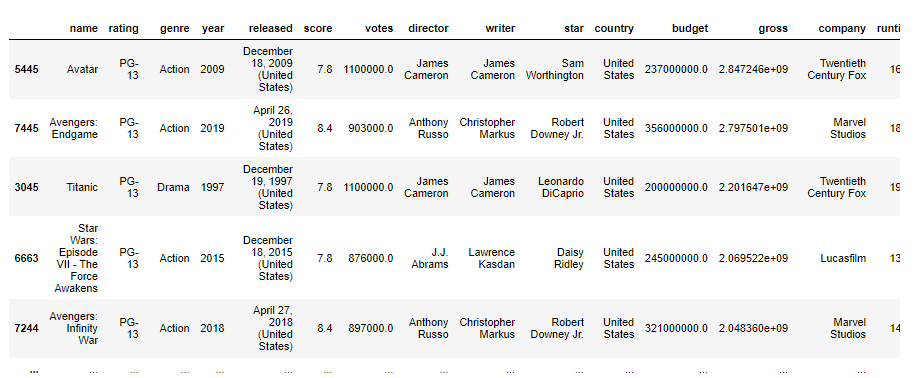 name rating genre year released score votes director writer star country budget gross company runti
5445 Avatar PG-13 Action 2009 December 18, 2009 (United States) 7.8 1100000.0 James Cameron James Cameron Sam Worthington United States 237000000.0 2.847246e+09 Twentieth Century Fox 16
7445 Avengers: Endgame PG-13 Action 2019 April 26, 2019 (United States) 8.4 903000.0 Anthony Russo Christopher Markus Robert Downey Jr. United States 356000000.0 2.797501e+09 Marvel Studios 18
3045 Titanic PG-13 Drama 1997 December 19, 1997 (United States) 7.8 1100000.0 James Cameron James Cameron Leonardo DiCaprio United States 200000000.0 2.201647e+09 Twentieth Century Fox 19
6663 Star Wars: Episode VII - The Force Awakens PG-13 Action 2015 December 18, 2015 (United States) 7.8 876000.0 J.J. Abrams Lawrence Kasdan Daisy Ridley United States 245000000.0 2.069522e+09 Lucasfilm 13
7244 Avengers: Infinity War PG-13 Action 2018 April 27, 2018 (United States) 8.4 897000.0 Anthony Russo Christopher Markus Robert Downey Jr. United States 321000000.0 2.048360e+09 Marvel Studios 14
... ... ... ... ... ... ... ... ... ... ... ... ... ... ...